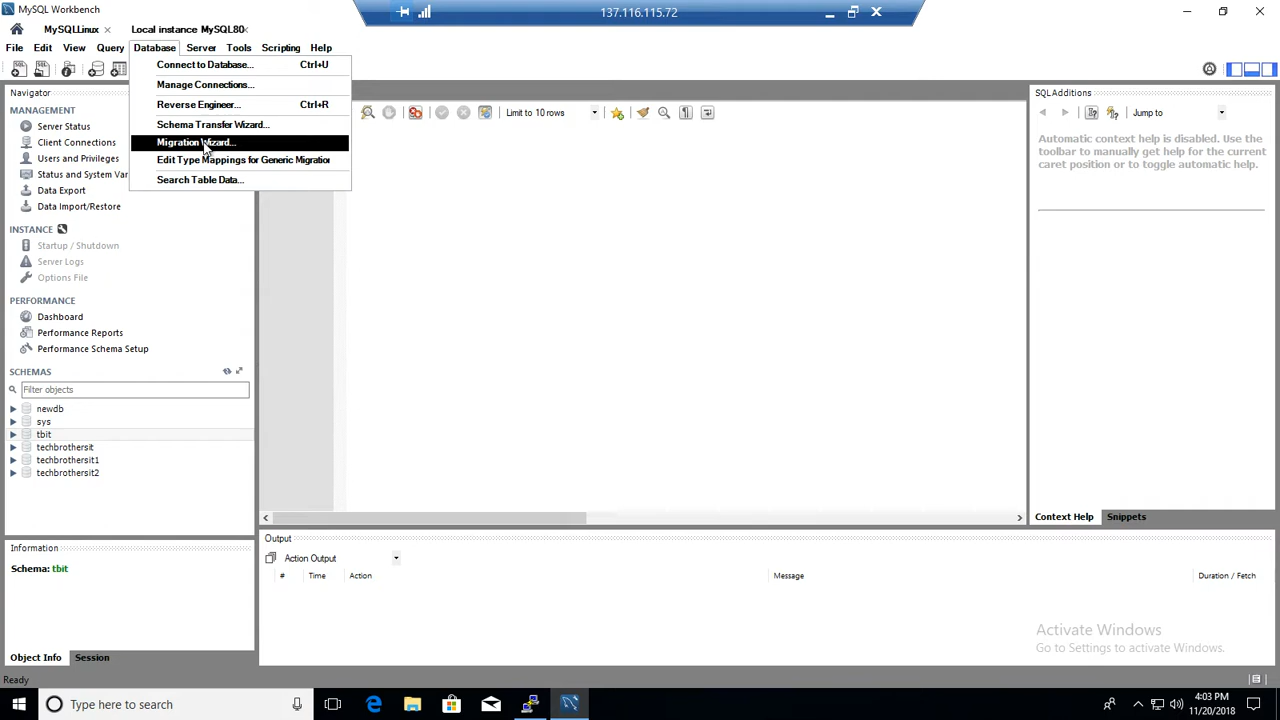 MySQL Workbench
137.116.115.72
MySQLLinux
Local instance MySQL80
File Edit View Query Database Server Tools Scripting Help
Connect to Database... Ctrl+U
Manage Connections...
Reverse Engineer... Ctrl+R
Schema Transfer Wizard...
Migration Wizard...
Edit Type Mappings for Generic Migration
Search Table Data...
Navigator
MANAGEMENT
Server Status
Client Connections
Users and Privileges
Status and System Var
Data Export
Data Import/Restore
INSTANCE
Startup / Shutdown
Server Logs
Options File
PERFORMANCE
Dashboard
Performance Reports
Performance Schema Setup
SCHEMAS
Filter objects
newdb
sys
tbit
techbrothersit
techbrothersit1
techbrothersit2
Information
Schema: tbit
Object Info Session
Ready
Limit to 10 rows
SQLAdditions
Jump to
Automatic context help is disabled. Use the
toolbar to manually get help for the current
caret position or to toggle automatic help.
Context Help Snippets
Output
Action Output
# Time Action Message Duration / Fetch
Activate Windows
Go to Settings to activate Windows.
Type here to search
4:03 PM
11/20/2018